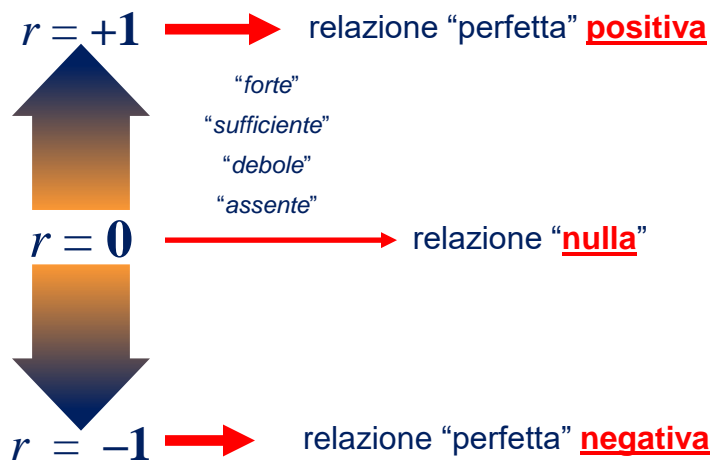 r = +1 relazione “perfetta” positiva
“forte”
“sufficiente”
“debole”
“assente”
r = 0 relazione “nulla”
r = –1 relazione “perfetta” negativa